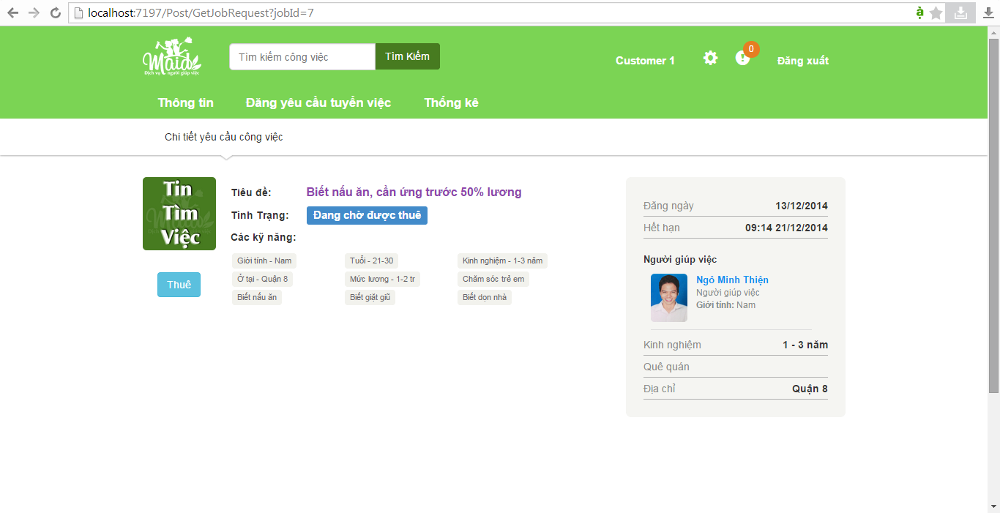 localhost:7197/Post/GetJobRequest?jobId=7
Maid
Dịch vụ người giúp việc
Tìm kiếm công việc
Tìm Kiếm
Customer 1
0
Đăng xuất
Thông tin
Đăng yêu cầu tuyển việc
Thống kê
Chi tiết yêu cầu công việc
Tin
Tìm
Việc
Thuê
Tiêu đề:
Biết nấu ăn, cần ứng trước 50% lương
Tình Trạng:
Đang chờ được thuê
Các kỹ năng:
Giới tính - Nam
Tuổi - 21-30
Kinh nghiệm - 1-3 năm
Ở tại - Quận 8
Mức lương - 1-2 tr
Chăm sóc trẻ em
Biết nấu ăn
Biết giặt giũ
Biết dọn nhà
Đăng ngày 13/12/2014
Hết hạn 09:14 21/12/2014
Người giúp việc
Ngô Minh Thiện
Người giúp việc
Giới tính: Nam
Kinh nghiệm 1 - 3 năm
Quê quán
Địa chỉ Quận 8